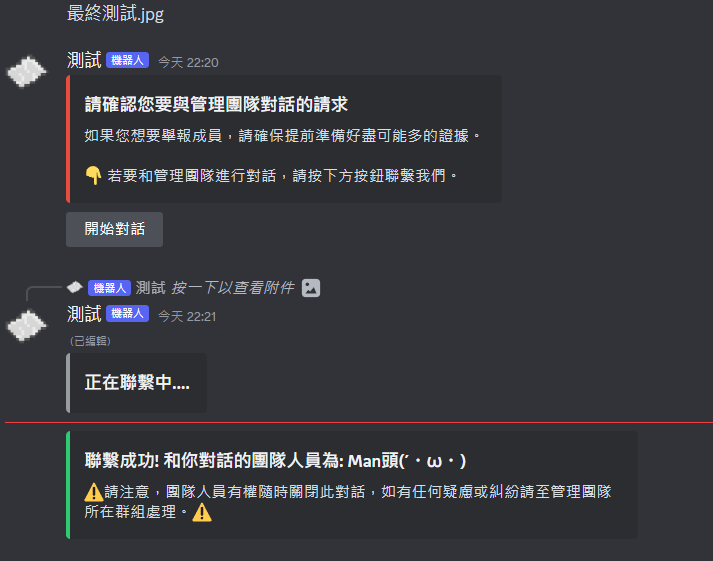 最終測試.jpg
測試 機器人 今天 22:20
請確認您要與管理團隊對話的請求
如果您想要舉報成員，請確保提前準備好盡可能多的證據。
👇 若要和管理團隊進行對話，請按下方按鈕聯繫我們。
開始對話
機器人 測試 按一下以查看附件
測試 機器人 今天 22:21
(已編輯)
正在聯繫中....
聯繫成功! 和你對話的團隊人員為: Man頭(´・ω・)
⚠️請注意，團隊人員有權隨時關閉此對話，如有任何疑慮或糾紛請至管理團隊
所在群組處理。⚠️